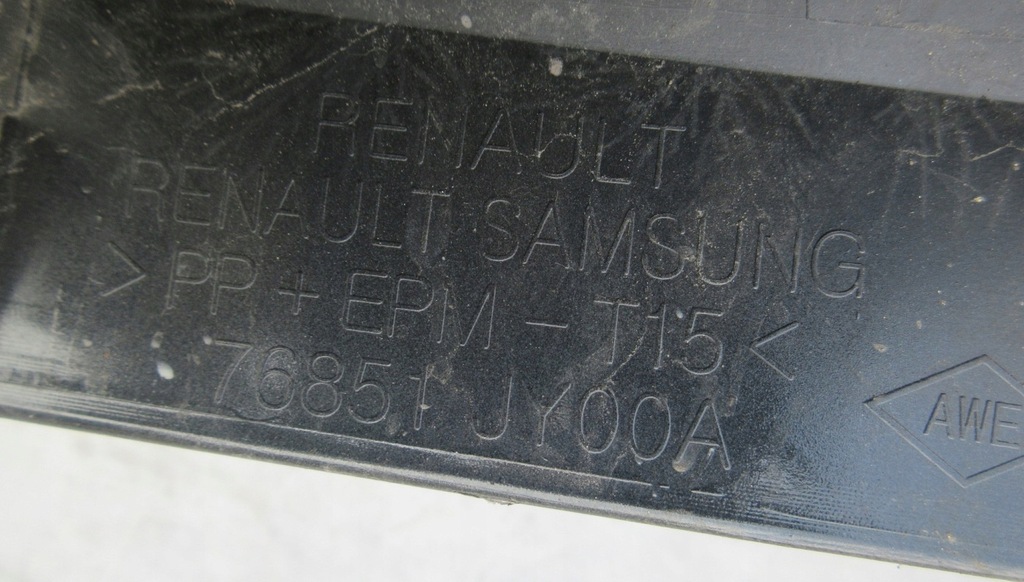 RENAULT
RENAULT SAMSUNG
>PP + EPM - T15<
76851 JY00A
AWE